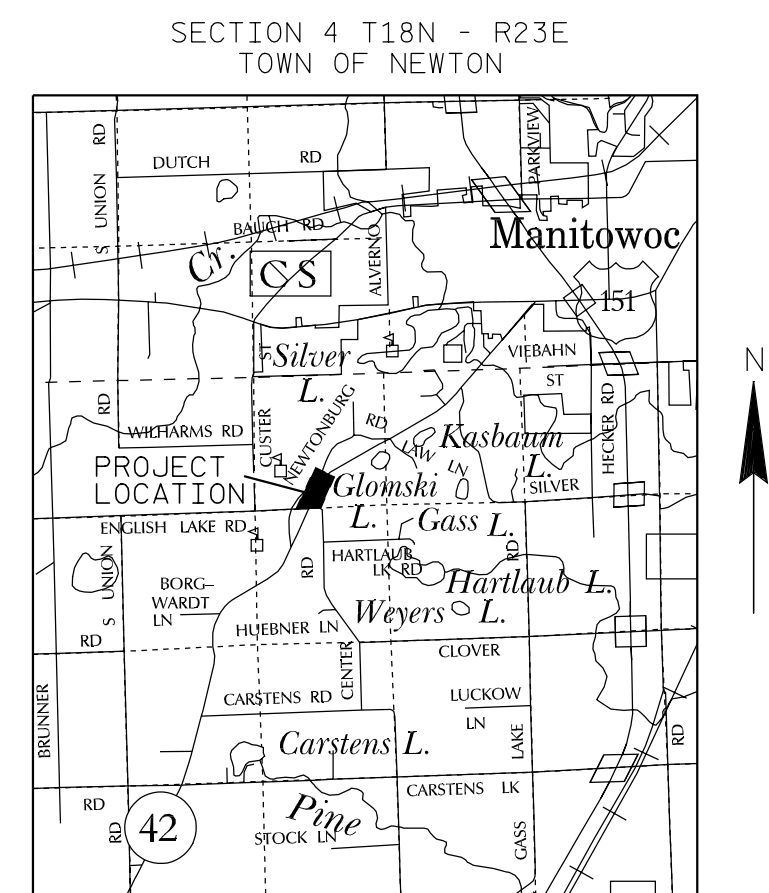 SECTION 4 T18N - R23E
TOWN OF NEWTON
RD
DUTCH RD
S UNION
PARKVIEW
BAUCH RD
Manitowoc
Cr.
CS
ALVERNO
151
N
ST
Silver
L.
VIEBAHN
ST
RD
NEWTONBURG
RD
HECKER RD
WILHARMS RD
CUSTER
LAW
LN
Kasbaum
L.
PROJECT
LOCATION
Glomski
L.
SILVER
ENGLISH LAKE RD
Gass L.
RD
HARTLAUB
LK RD
S UNION
RD
BORG-
WARDT
LN
Hartlaub L.
Weyers L.
HUEBNER LN
RD
CLOVER
CENTER
BRUNNER
CARSTENS RD
LUCKOW
LN
LAKE
RD
Carstens L.
CARSTENS LK
RD
RD
42
Pine
STOCK LN
GASS